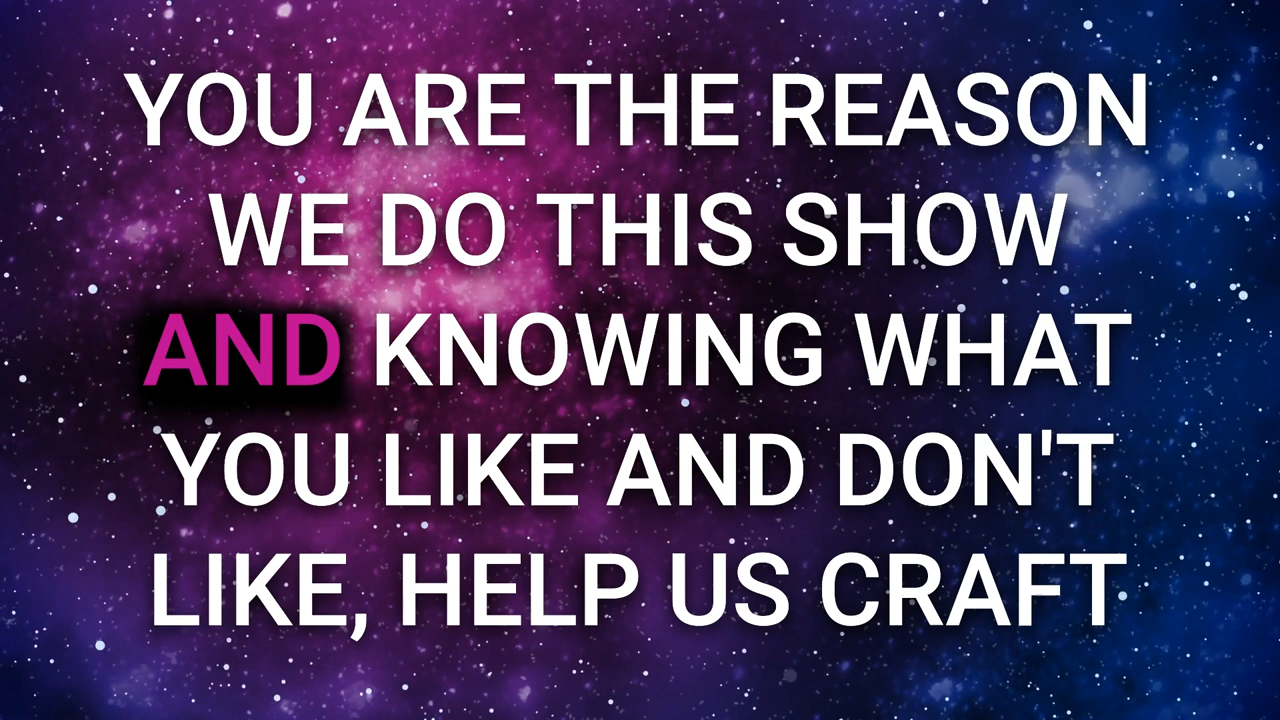 YOU ARE THE REASON
WE DO THIS SHOW
AND KNOWING WHAT
YOU LIKE AND DON'T
LIKE, HELP US CRAFT